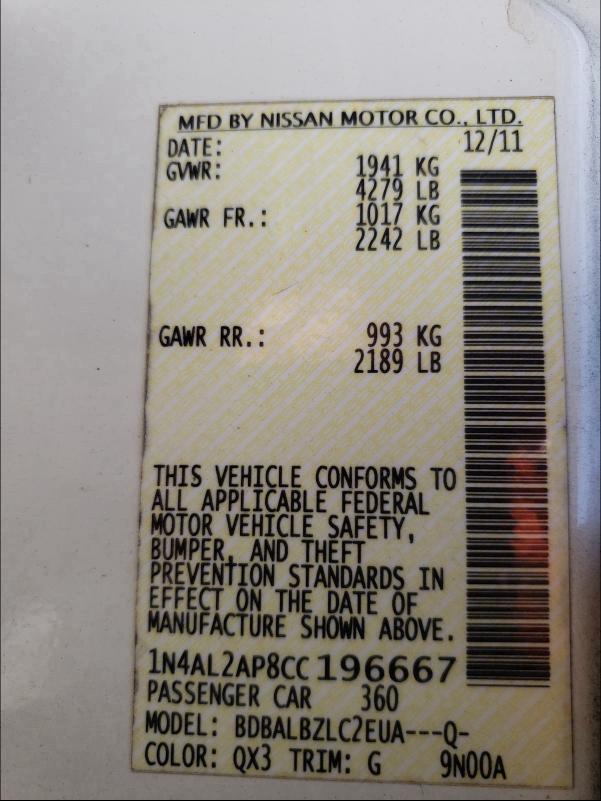 MFD BY NISSAN MOTOR CO., LTD.
DATE: 12/11
GVWR: 1941 KG
4279 LB
GAWR FR.: 1017 KG
2242 LB
GAWR RR.: 993 KG
2189 LB
THIS VEHICLE CONFORMS TO
ALL APPLICABLE FEDERAL
MOTOR VEHICLE SAFETY,
BUMPER, AND THEFT
PREVENTION STANDARDS IN
EFFECT ON THE DATE OF
MANUFACTURE SHOWN ABOVE.
1N4AL2AP8CC 196667
PASSENGER CAR 360
MODEL: BDBALBZLC2EUA---Q-
COLOR: QX3 TRIM: G 9N00A